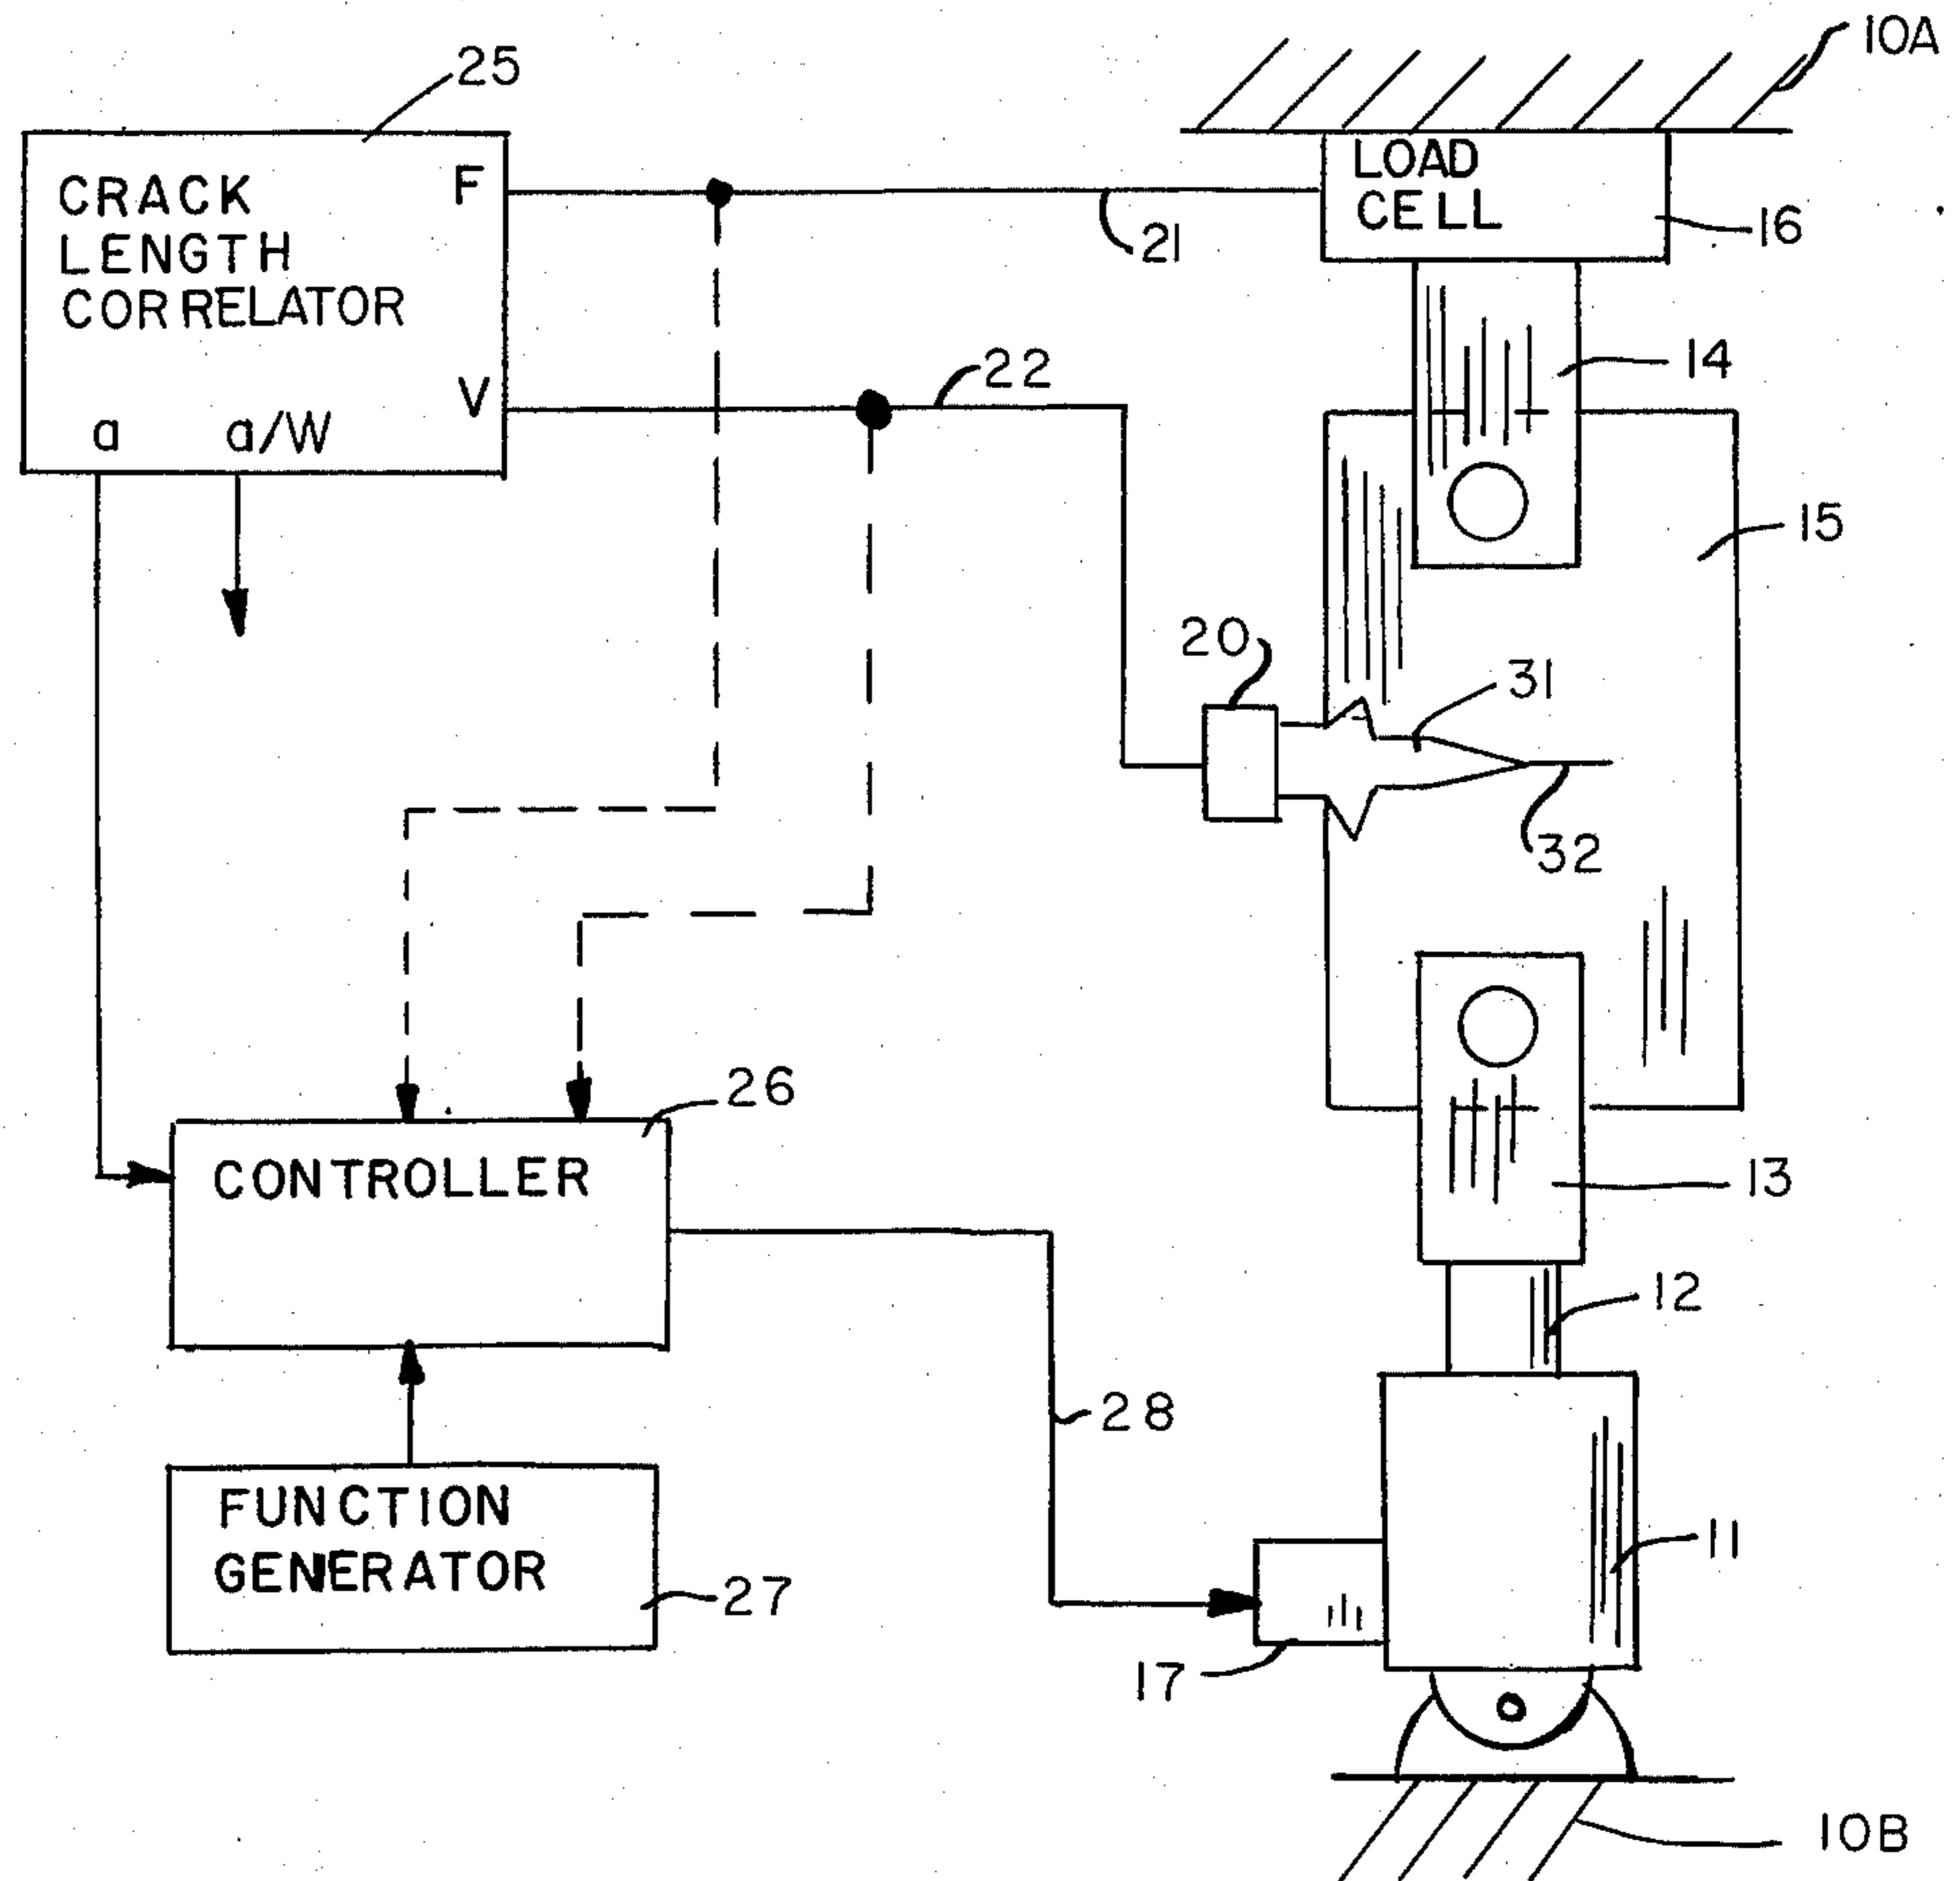 10A
25
LOAD
CELL
F
CRACK
LENGTH
CORRELATOR
21
16
22
14
V
a
a/W
15
20
31
32
26
CONTROLLER
13
12
28
FUNCTION
GENERATOR
11
27
17
10B